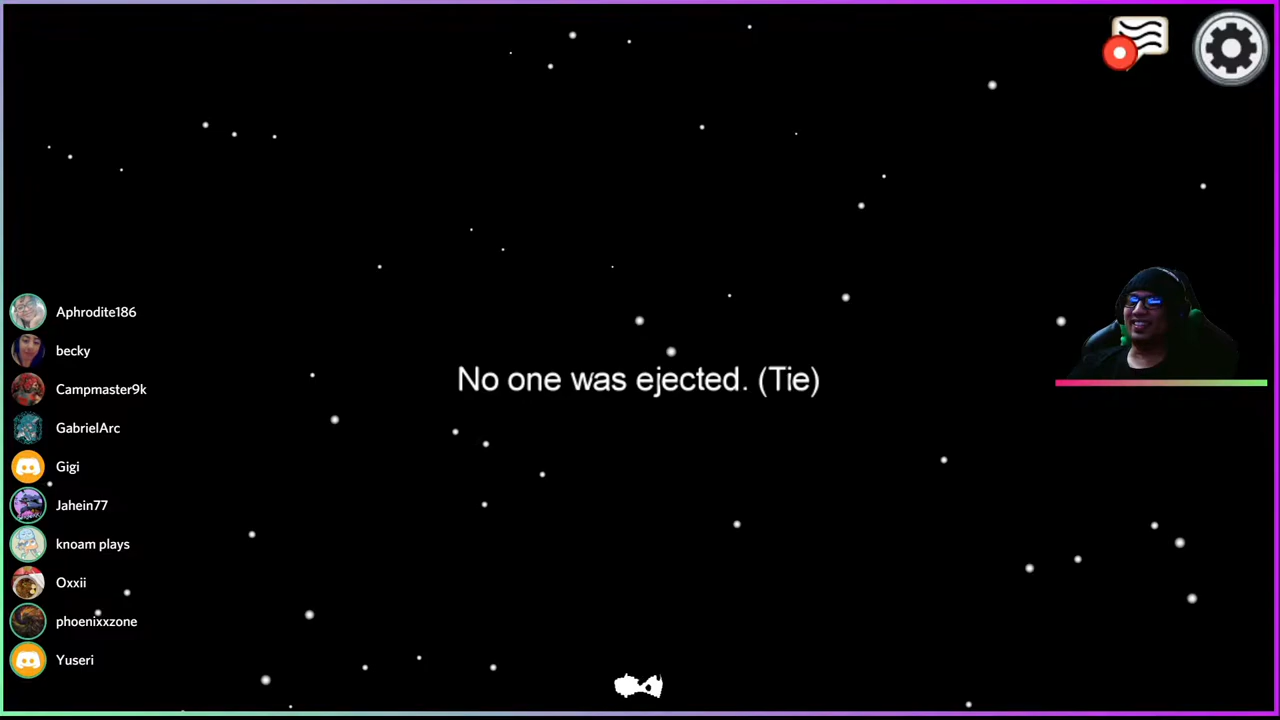 Aphrodite186
becky
Campmaster9k
GabrielArc
Gigi
Jahein77
knoam plays
Oxxii
phoenixxzone
Yuseri
No one was ejected. (Tie)